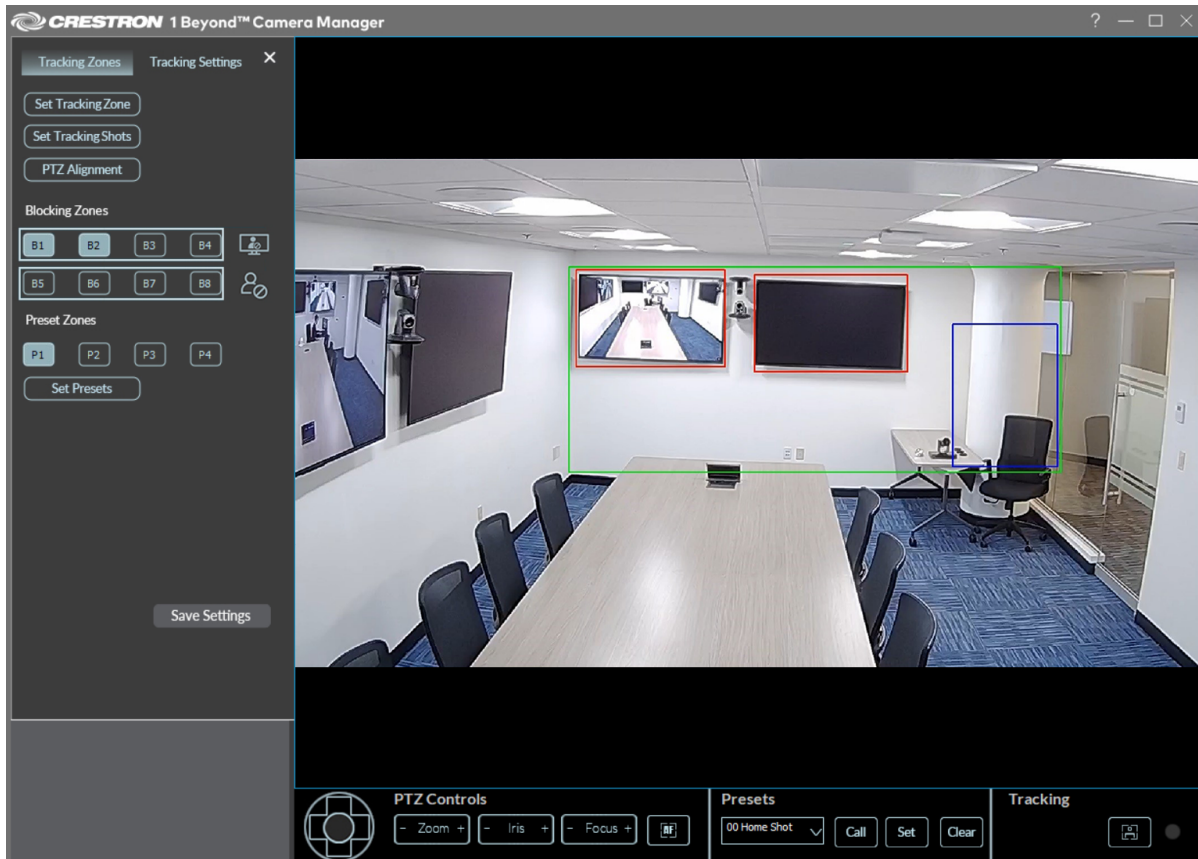 CRESTRON 1 Beyond™ Camera Manager
Tracking Zones Tracking Settings
Set Tracking Zone
Set Tracking Shots
PTZ Alignment
Blocking Zones
B1 B2 B3 B4
B5 B6 B7 B8
Preset Zones
P1 P2 P3 P4
Set Presets
Save Settings
PTZ Controls
- Zoom + - Iris + - Focus + AF
Presets
00 Home Shot Call Set Clear
Tracking